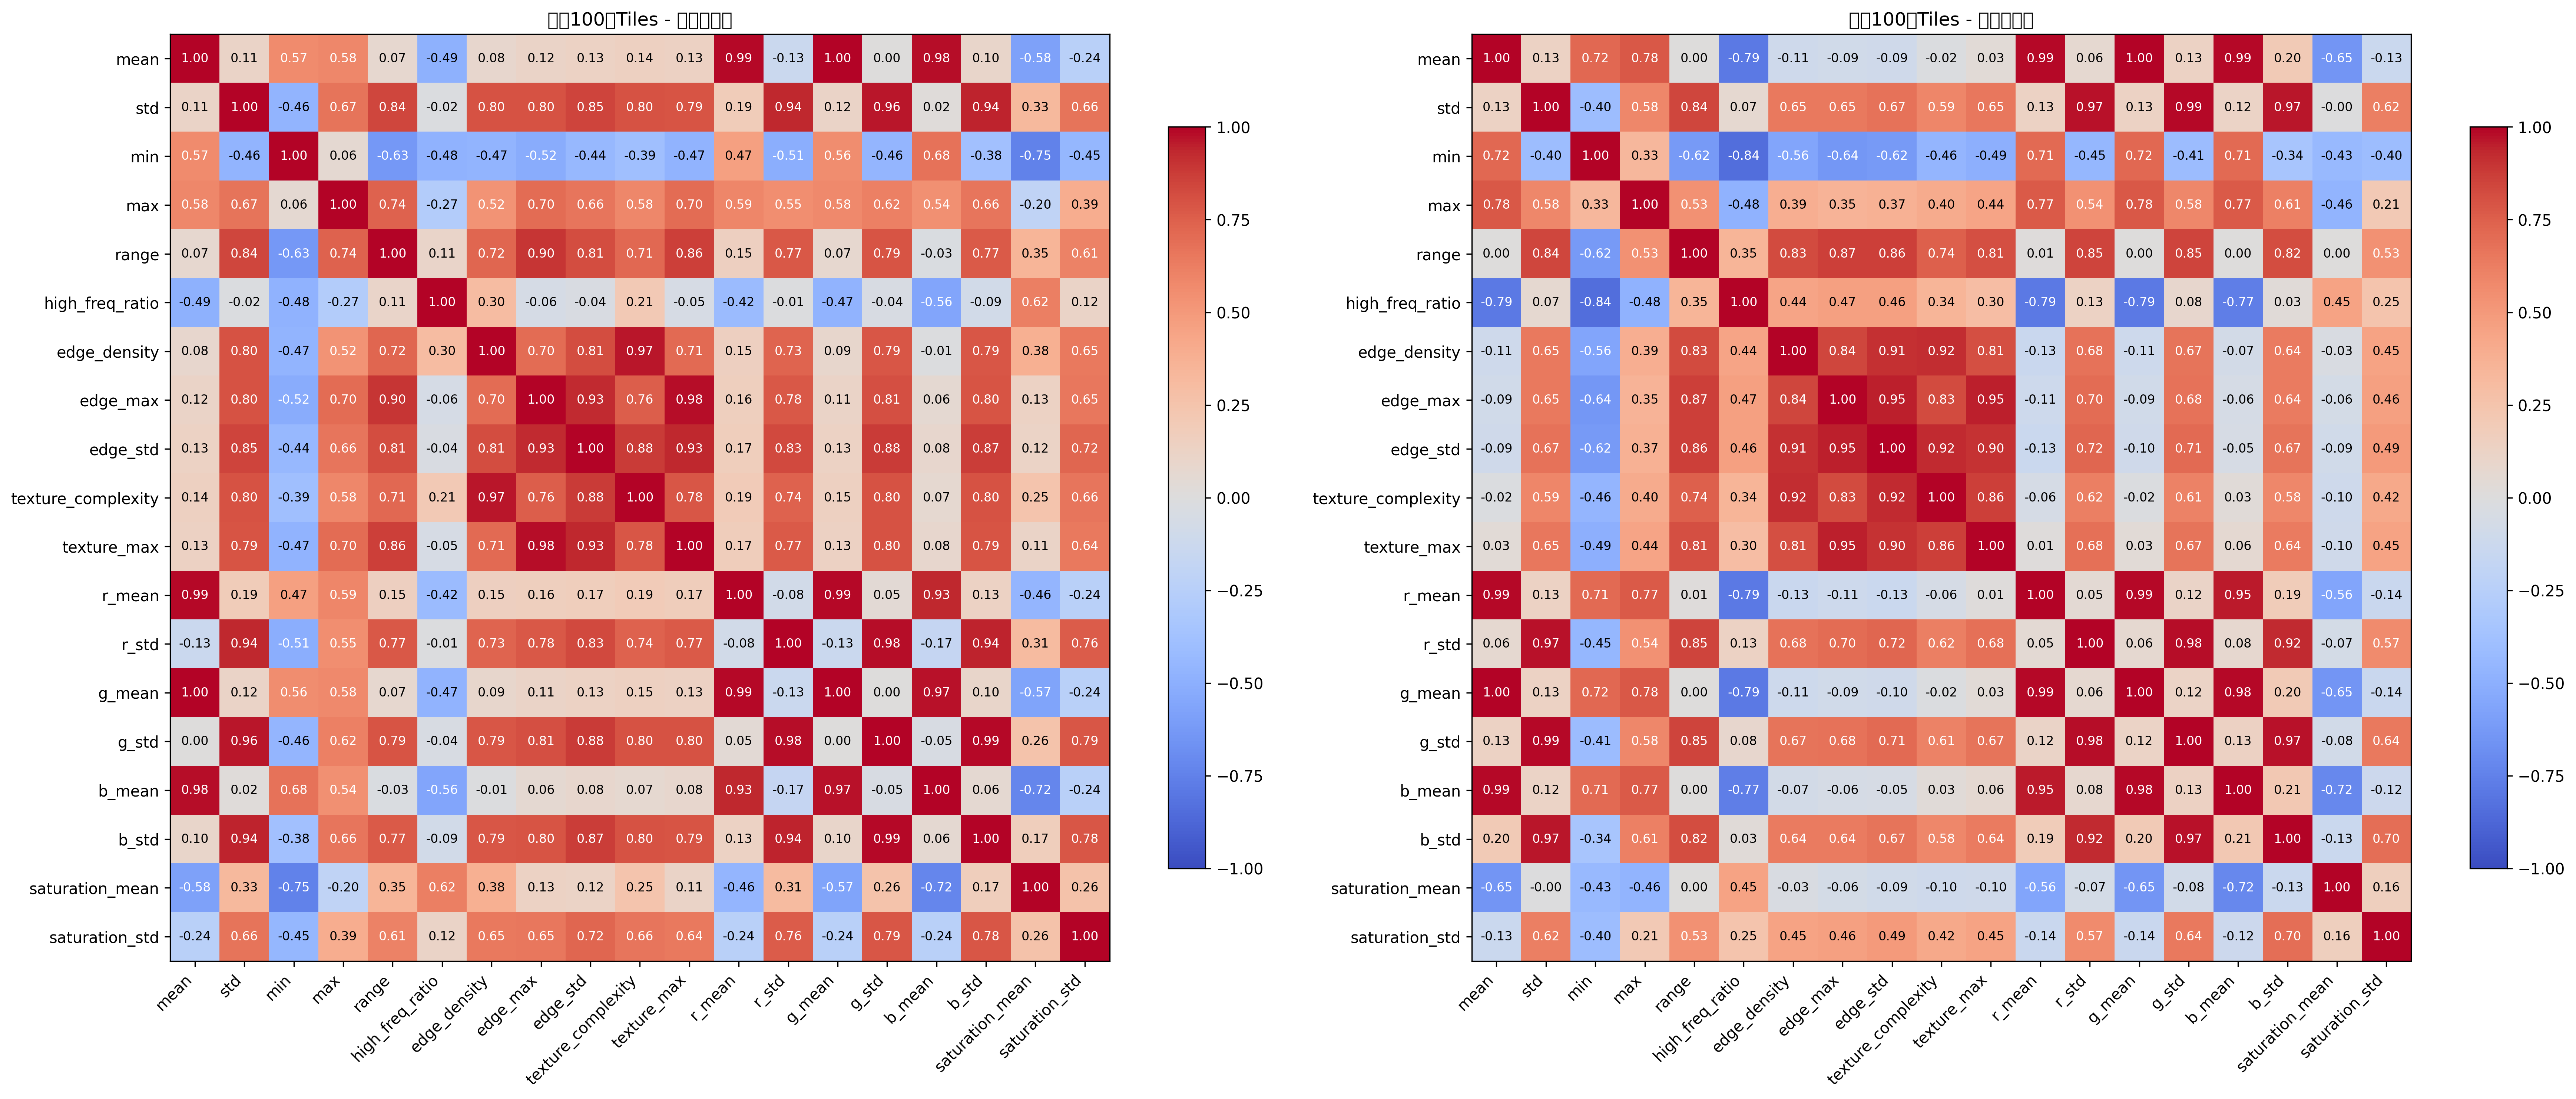 □□100□Tiles - □□□□□
mean 1.00 0.11 0.57 0.58 0.07 -0.49 0.08 0.12 0.13 0.14 0.13 0.99 -0.13 1.00 0.00 0.98 0.10 -0.58 -0.24
std 0.11 1.00 -0.46 0.67 0.84 -0.02 0.80 0.80 0.85 0.80 0.79 0.19 0.94 0.12 0.96 0.02 0.94 0.33 0.66
min 0.57 -0.46 1.00 0.06 -0.63 -0.48 -0.47 -0.52 -0.44 -0.39 -0.47 0.47 -0.51 0.56 -0.46 0.68 -0.38 -0.75 -0.45
max 0.58 0.67 0.06 1.00 0.74 -0.27 0.52 0.70 0.66 0.58 0.70 0.59 0.55 0.58 0.62 0.54 0.66 -0.20 0.39
range 0.07 0.84 -0.63 0.74 1.00 0.11 0.72 0.90 0.81 0.71 0.86 0.15 0.77 0.07 0.79 -0.03 0.77 0.35 0.61
high_freq_ratio -0.49 -0.02 -0.48 -0.27 0.11 1.00 0.30 -0.06 -0.04 0.21 -0.05 -0.42 -0.01 -0.47 -0.04 -0.56 -0.09 0.62 0.12
edge_density 0.08 0.80 -0.47 0.52 0.72 0.30 1.00 0.70 0.81 0.97 0.71 0.15 0.73 0.09 0.79 -0.01 0.79 0.38 0.65
edge_max 0.12 0.80 -0.52 0.70 0.90 -0.06 0.70 1.00 0.93 0.76 0.98 0.16 0.78 0.11 0.81 0.06 0.80 0.13 0.65
edge_std 0.13 0.85 -0.44 0.66 0.81 -0.04 0.81 0.93 1.00 0.88 0.93 0.17 0.83 0.13 0.88 0.08 0.87 0.12 0.72
texture_complexity 0.14 0.80 -0.39 0.58 0.71 0.21 0.97 0.76 0.88 1.00 0.78 0.19 0.74 0.15 0.80 0.07 0.80 0.25 0.66
texture_max 0.13 0.79 -0.47 0.70 0.86 -0.05 0.71 0.98 0.93 0.78 1.00 0.17 0.77 0.13 0.80 0.08 0.79 0.11 0.64
r_mean 0.99 0.19 0.47 0.59 0.15 -0.42 0.15 0.16 0.17 0.19 0.17 1.00 -0.08 0.99 0.05 0.93 0.13 -0.46 -0.24
r_std -0.13 0.94 -0.51 0.55 0.77 -0.01 0.73 0.78 0.83 0.74 0.77 -0.08 1.00 -0.13 0.98 -0.17 0.94 0.31 0.76
g_mean 1.00 0.12 0.56 0.58 0.07 -0.47 0.09 0.11 0.13 0.15 0.13 0.99 -0.13 1.00 0.00 0.97 0.10 -0.57 -0.24
g_std 0.00 0.96 -0.46 0.62 0.79 -0.04 0.79 0.81 0.88 0.80 0.80 0.05 0.98 0.00 1.00 -0.05 0.99 0.26 0.79
b_mean 0.98 0.02 0.68 0.54 -0.03 -0.56 -0.01 0.06 0.08 0.07 0.08 0.93 -0.17 0.97 -0.05 1.00 0.06 -0.72 -0.24
b_std 0.10 0.94 -0.38 0.66 0.77 -0.09 0.79 0.80 0.87 0.80 0.79 0.13 0.94 0.10 0.99 0.06 1.00 0.17 0.78
saturation_mean -0.58 0.33 -0.75 -0.20 0.35 0.62 0.38 0.13 0.12 0.25 0.11 -0.46 0.31 -0.57 0.26 -0.72 0.17 1.00 0.26
saturation_std -0.24 0.66 -0.45 0.39 0.61 0.12 0.65 0.65 0.72 0.66 0.64 -0.24 0.76 -0.24 0.79 -0.24 0.78 0.26 1.00
mean std min max range high_freq_ratio edge_density edge_max edge_std texture_complexity texture_max r_mean r_std g_mean g_std b_mean b_std saturation_mean saturation_std
1.00
0.75
0.50
0.25
0.00
−0.25
−0.50
−0.75
−1.00
□□100□Tiles - □□□□□
mean 1.00 0.13 0.72 0.78 0.00 -0.79 -0.11 -0.09 -0.09 -0.02 0.03 0.99 0.06 1.00 0.13 0.99 0.20 -0.65 -0.13
std 0.13 1.00 -0.40 0.58 0.84 0.07 0.65 0.65 0.67 0.59 0.65 0.13 0.97 0.13 0.99 0.12 0.97 -0.00 0.62
min 0.72 -0.40 1.00 0.33 -0.62 -0.84 -0.56 -0.64 -0.62 -0.46 -0.49 0.71 -0.45 0.72 -0.41 0.71 -0.34 -0.43 -0.40
max 0.78 0.58 0.33 1.00 0.53 -0.48 0.39 0.35 0.37 0.40 0.44 0.77 0.54 0.78 0.58 0.77 0.61 -0.46 0.21
range 0.00 0.84 -0.62 0.53 1.00 0.35 0.83 0.87 0.86 0.74 0.81 0.01 0.85 0.00 0.85 0.00 0.82 0.00 0.53
high_freq_ratio -0.79 0.07 -0.84 -0.48 0.35 1.00 0.44 0.47 0.46 0.34 0.30 -0.79 0.13 -0.79 0.08 -0.77 0.03 0.45 0.25
edge_density -0.11 0.65 -0.56 0.39 0.83 0.44 1.00 0.84 0.91 0.92 0.81 -0.13 0.68 -0.11 0.67 -0.07 0.64 -0.03 0.45
edge_max -0.09 0.65 -0.64 0.35 0.87 0.47 0.84 1.00 0.95 0.83 0.95 -0.11 0.70 -0.09 0.68 -0.06 0.64 -0.06 0.46
edge_std -0.09 0.67 -0.62 0.37 0.86 0.46 0.91 0.95 1.00 0.92 0.90 -0.13 0.72 -0.10 0.71 -0.05 0.67 -0.09 0.49
texture_complexity -0.02 0.59 -0.46 0.40 0.74 0.34 0.92 0.83 0.92 1.00 0.86 -0.06 0.62 -0.02 0.61 0.03 0.58 -0.10 0.42
texture_max 0.03 0.65 -0.49 0.44 0.81 0.30 0.81 0.95 0.90 0.86 1.00 0.01 0.68 0.03 0.67 0.06 0.64 -0.10 0.45
r_mean 0.99 0.13 0.71 0.77 0.01 -0.79 -0.13 -0.11 -0.13 -0.06 0.01 1.00 0.05 0.99 0.12 0.95 0.19 -0.56 -0.14
r_std 0.06 0.97 -0.45 0.54 0.85 0.13 0.68 0.70 0.72 0.62 0.68 0.05 1.00 0.06 0.98 0.08 0.92 -0.07 0.57
g_mean 1.00 0.13 0.72 0.78 0.00 -0.79 -0.11 -0.09 -0.10 -0.02 0.03 0.99 0.06 1.00 0.12 0.98 0.20 -0.65 -0.14
g_std 0.13 0.99 -0.41 0.58 0.85 0.08 0.67 0.68 0.71 0.61 0.67 0.12 0.98 0.12 1.00 0.13 0.97 -0.08 0.64
b_mean 0.99 0.12 0.71 0.77 0.00 -0.77 -0.07 -0.06 -0.05 0.03 0.06 0.95 0.08 0.98 0.13 1.00 0.21 -0.72 -0.12
b_std 0.20 0.97 -0.34 0.61 0.82 0.03 0.64 0.64 0.67 0.58 0.64 0.19 0.92 0.20 0.97 0.21 1.00 -0.13 0.70
saturation_mean -0.65 -0.00 -0.43 -0.46 0.00 0.45 -0.03 -0.06 -0.09 -0.10 -0.10 -0.56 -0.07 -0.65 -0.08 -0.72 -0.13 1.00 0.16
saturation_std -0.13 0.62 -0.40 0.21 0.53 0.25 0.45 0.46 0.49 0.42 0.45 -0.14 0.57 -0.14 0.64 -0.12 0.70 0.16 1.00
mean std min max range high_freq_ratio edge_density edge_max edge_std texture_complexity texture_max r_mean r_std g_mean g_std b_mean b_std saturation_mean saturation_std
1.00
0.75
0.50
0.25
0.00
−0.25
−0.50
−0.75
−1.00